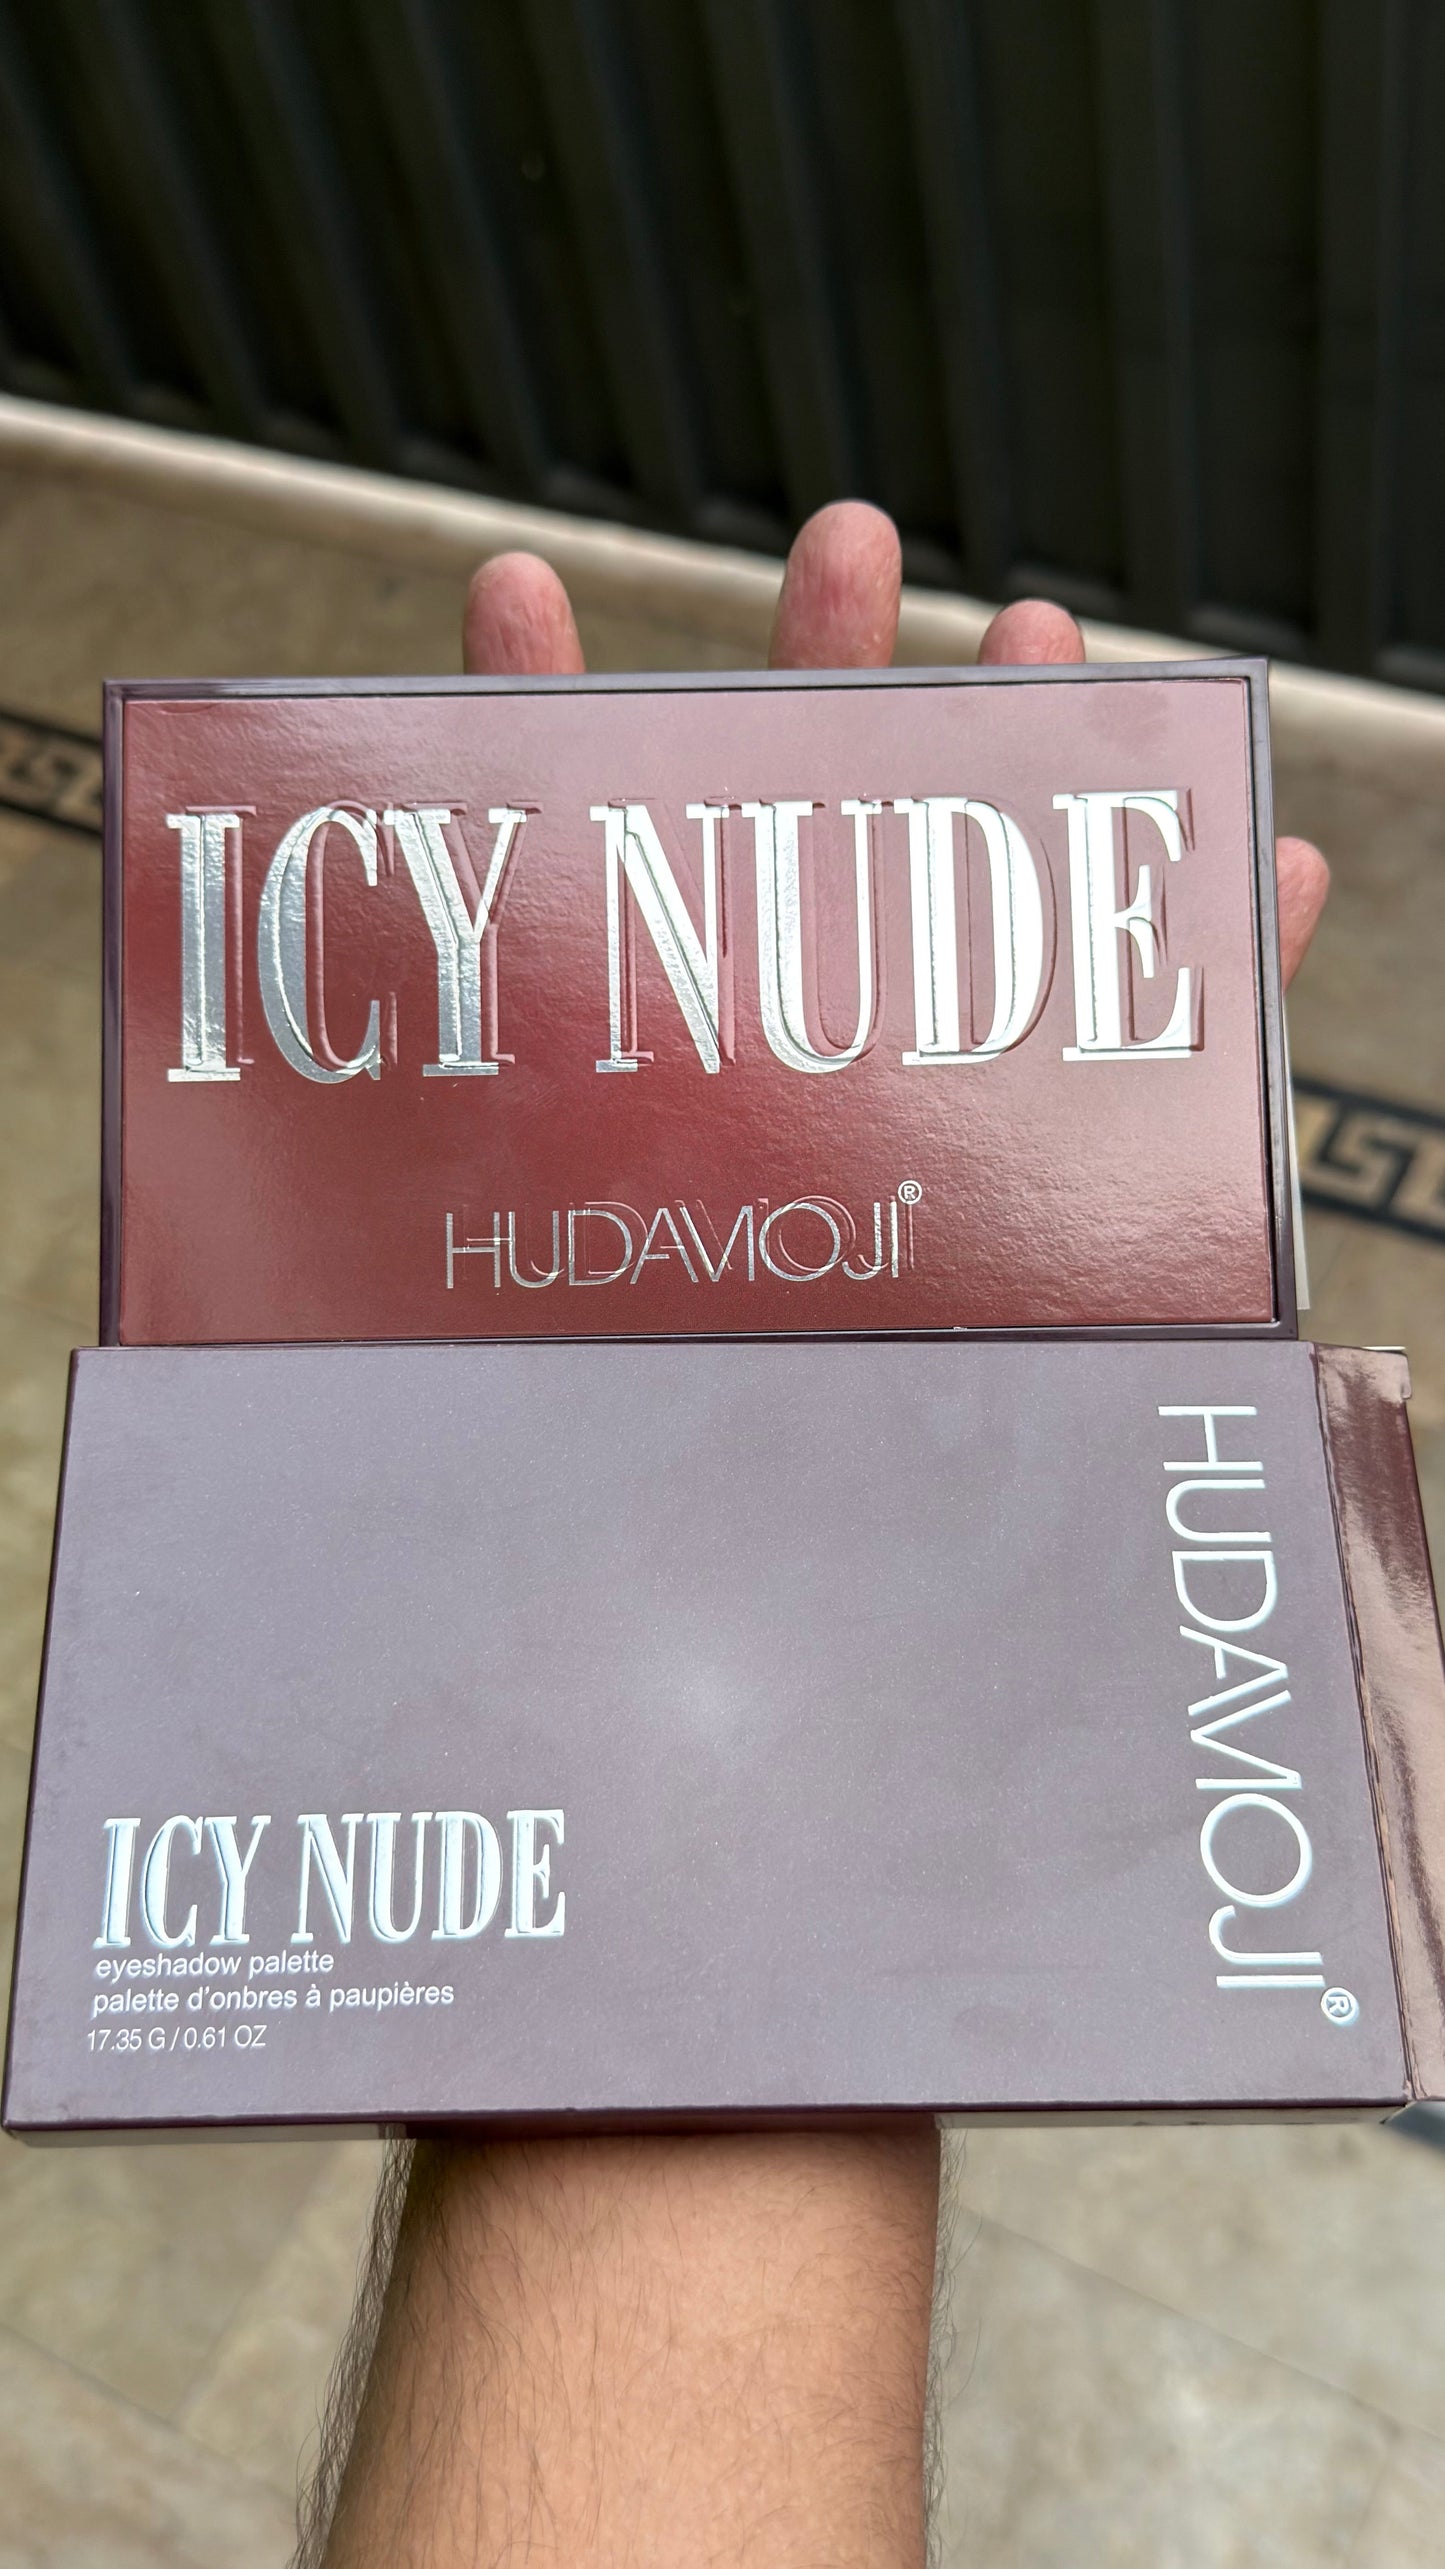 ICY NUDE
HUDAMOJI®
HUDAMOJI®
ICY NUDE
eyeshadow palette
palette d'onbres à paupières
17.35 G / 0.61 OZ